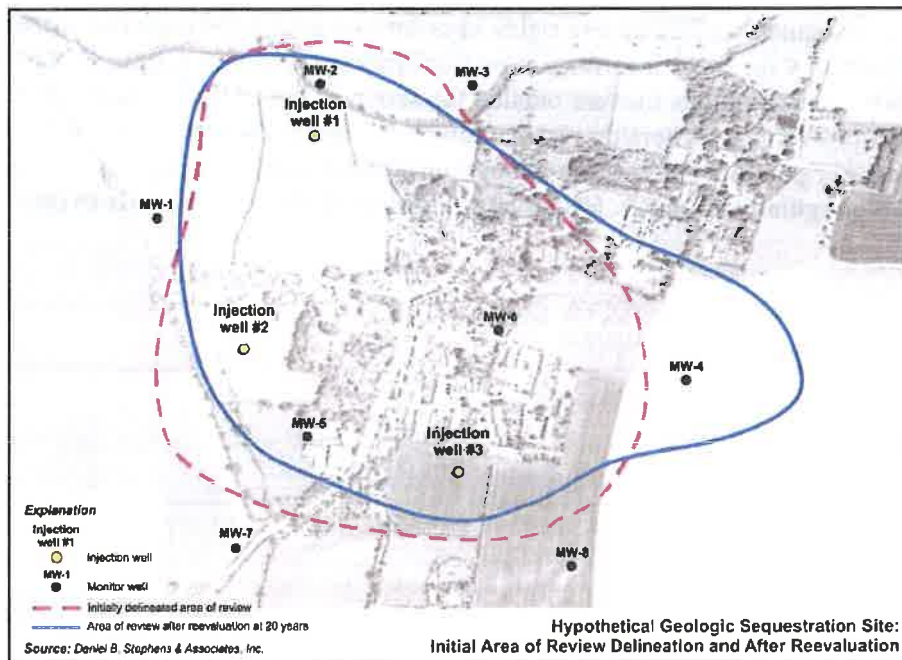 MW-2
MW-3
Injection
well #1
MW-1
Injection
well #2
MW-6
MW-4
MW-5
Injection
well #3
MW-7
MW-8
Explanation
Injection
well #1
Injection well
MW-1
Monitor well
Initially delineated area of review
Area of review after reevaluation at 20 years
Source: Daniel B. Stephens & Associates, Inc.
Hypothetical Geologic Sequestration Site:
Initial Area of Review Delineation and After Reevaluation